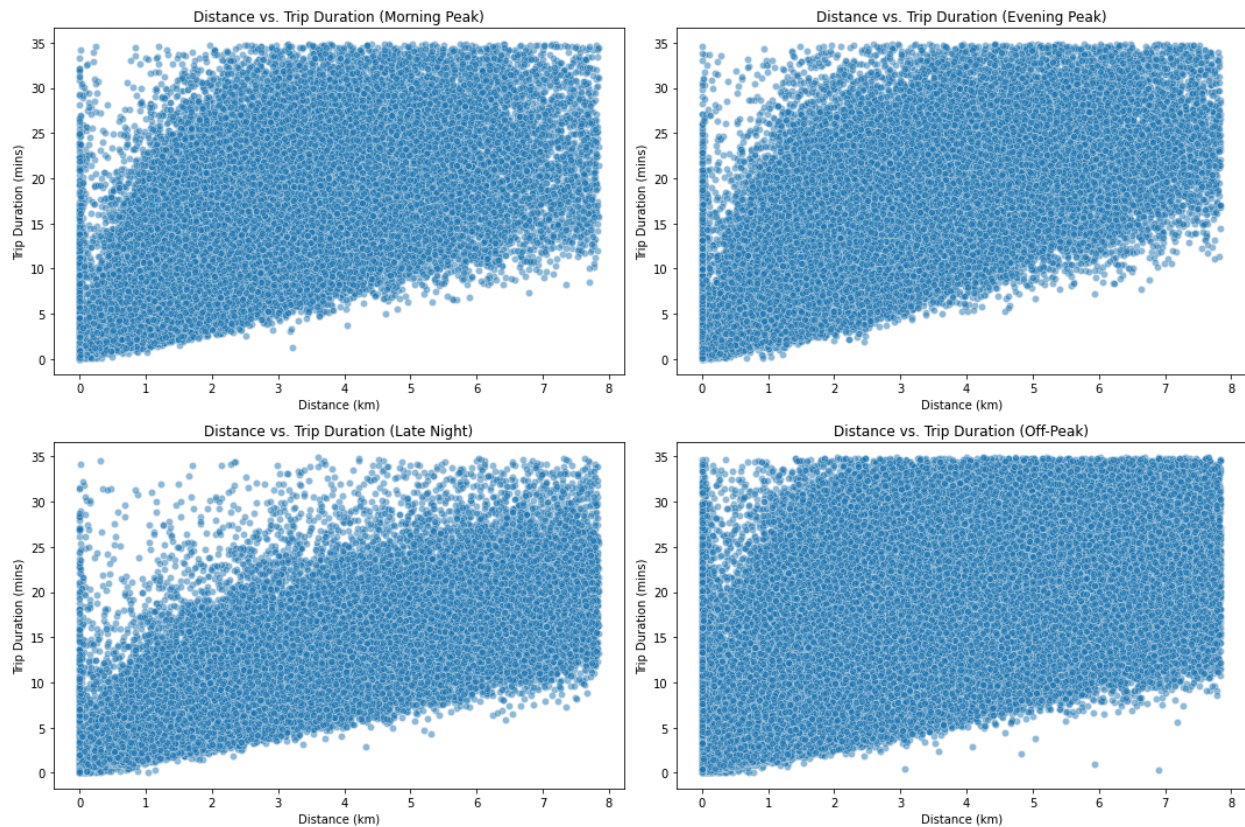 Distance vs. Trip Duration (Morning Peak)
Trip Duration (mins)
35
30
25
20
15
10
5
0
0 1 2 3 4 5 6 7 8
Distance (km)
Distance vs. Trip Duration (Evening Peak)
Trip Duration (mins)
35
30
25
20
15
10
5
0
0 1 2 3 4 5 6 7 8
Distance (km)
Distance vs. Trip Duration (Late Night)
Trip Duration (mins)
35
30
25
20
15
10
5
0
0 1 2 3 4 5 6 7 8
Distance (km)
Distance vs. Trip Duration (Off-Peak)
Trip Duration (mins)
35
30
25
20
15
10
5
0
0 1 2 3 4 5 6 7 8
Distance (km)